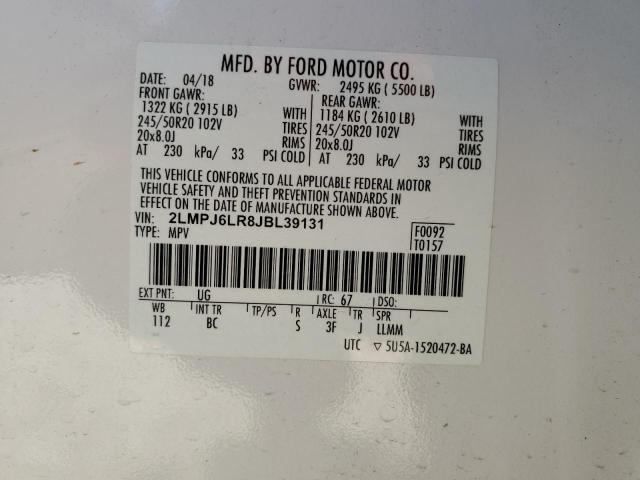 MFD. BY FORD MOTOR CO.
DATE: 04/18 GVWR: 2495 KG ( 5500 LB)
FRONT GAWR: REAR GAWR:
1322 KG ( 2915 LB) WITH 1184 KG ( 2610 LB) WITH
245/50R20 102V TIRES 245/50R20 102V TIRES
20x8.0J RIMS 20x8.0J RIMS
AT 230 kPa/ 33 PSI COLD AT 230 kPa/ 33 PSI COLD
THIS VEHICLE CONFORMS TO ALL APPLICABLE FEDERAL MOTOR
VEHICLE SAFETY AND THEFT PREVENTION STANDARDS IN
EFFECT ON THE DATE OF MANUFACTURE SHOWN ABOVE.
VIN: 2LMPJ6LR8JBL39131 F0092
TYPE: MPV T0157
EXT PNT: UG RC: 67 DSO:
WB INT TR TP/PS R AXLE TR SPR
112 BC S 3F J LLMM
UTC ▽ 5U5A-1520472-BA